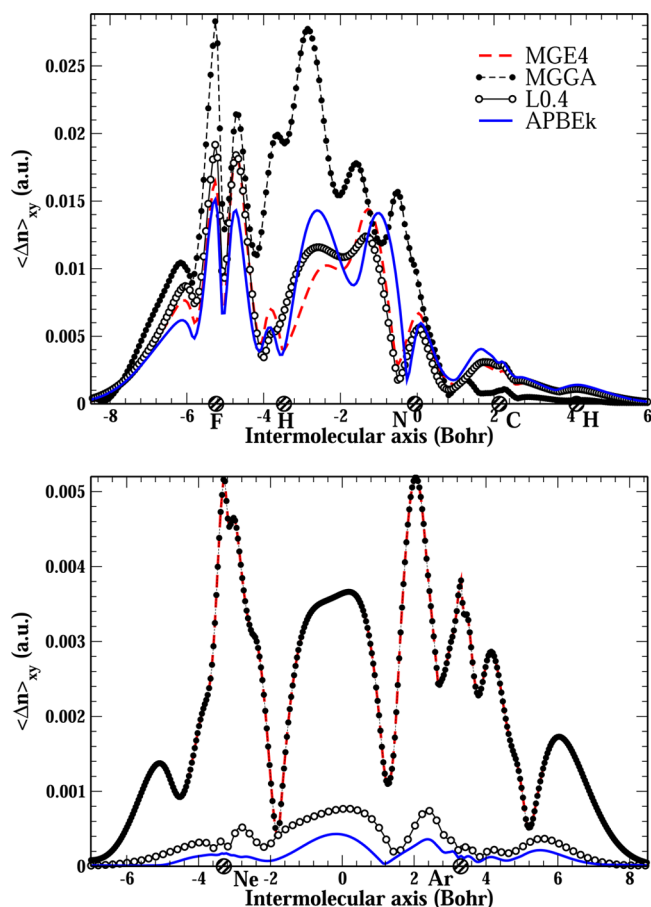 0.025
0.02
0.015
0.01
0.005
0
<Δn> xy (a.u.)
MGE4
MGGA
L0.4
APBEk
-8 -6 -4 -2 0 2 4 6
F H N C H
Intermolecular axis (Bohr)
0.005
0.004
0.003
0.002
0.001
0
<Δn> xy (a.u.)
-6 -4 Ne -2 0 2 Ar 4 6 8
Intermolecular axis (Bohr)